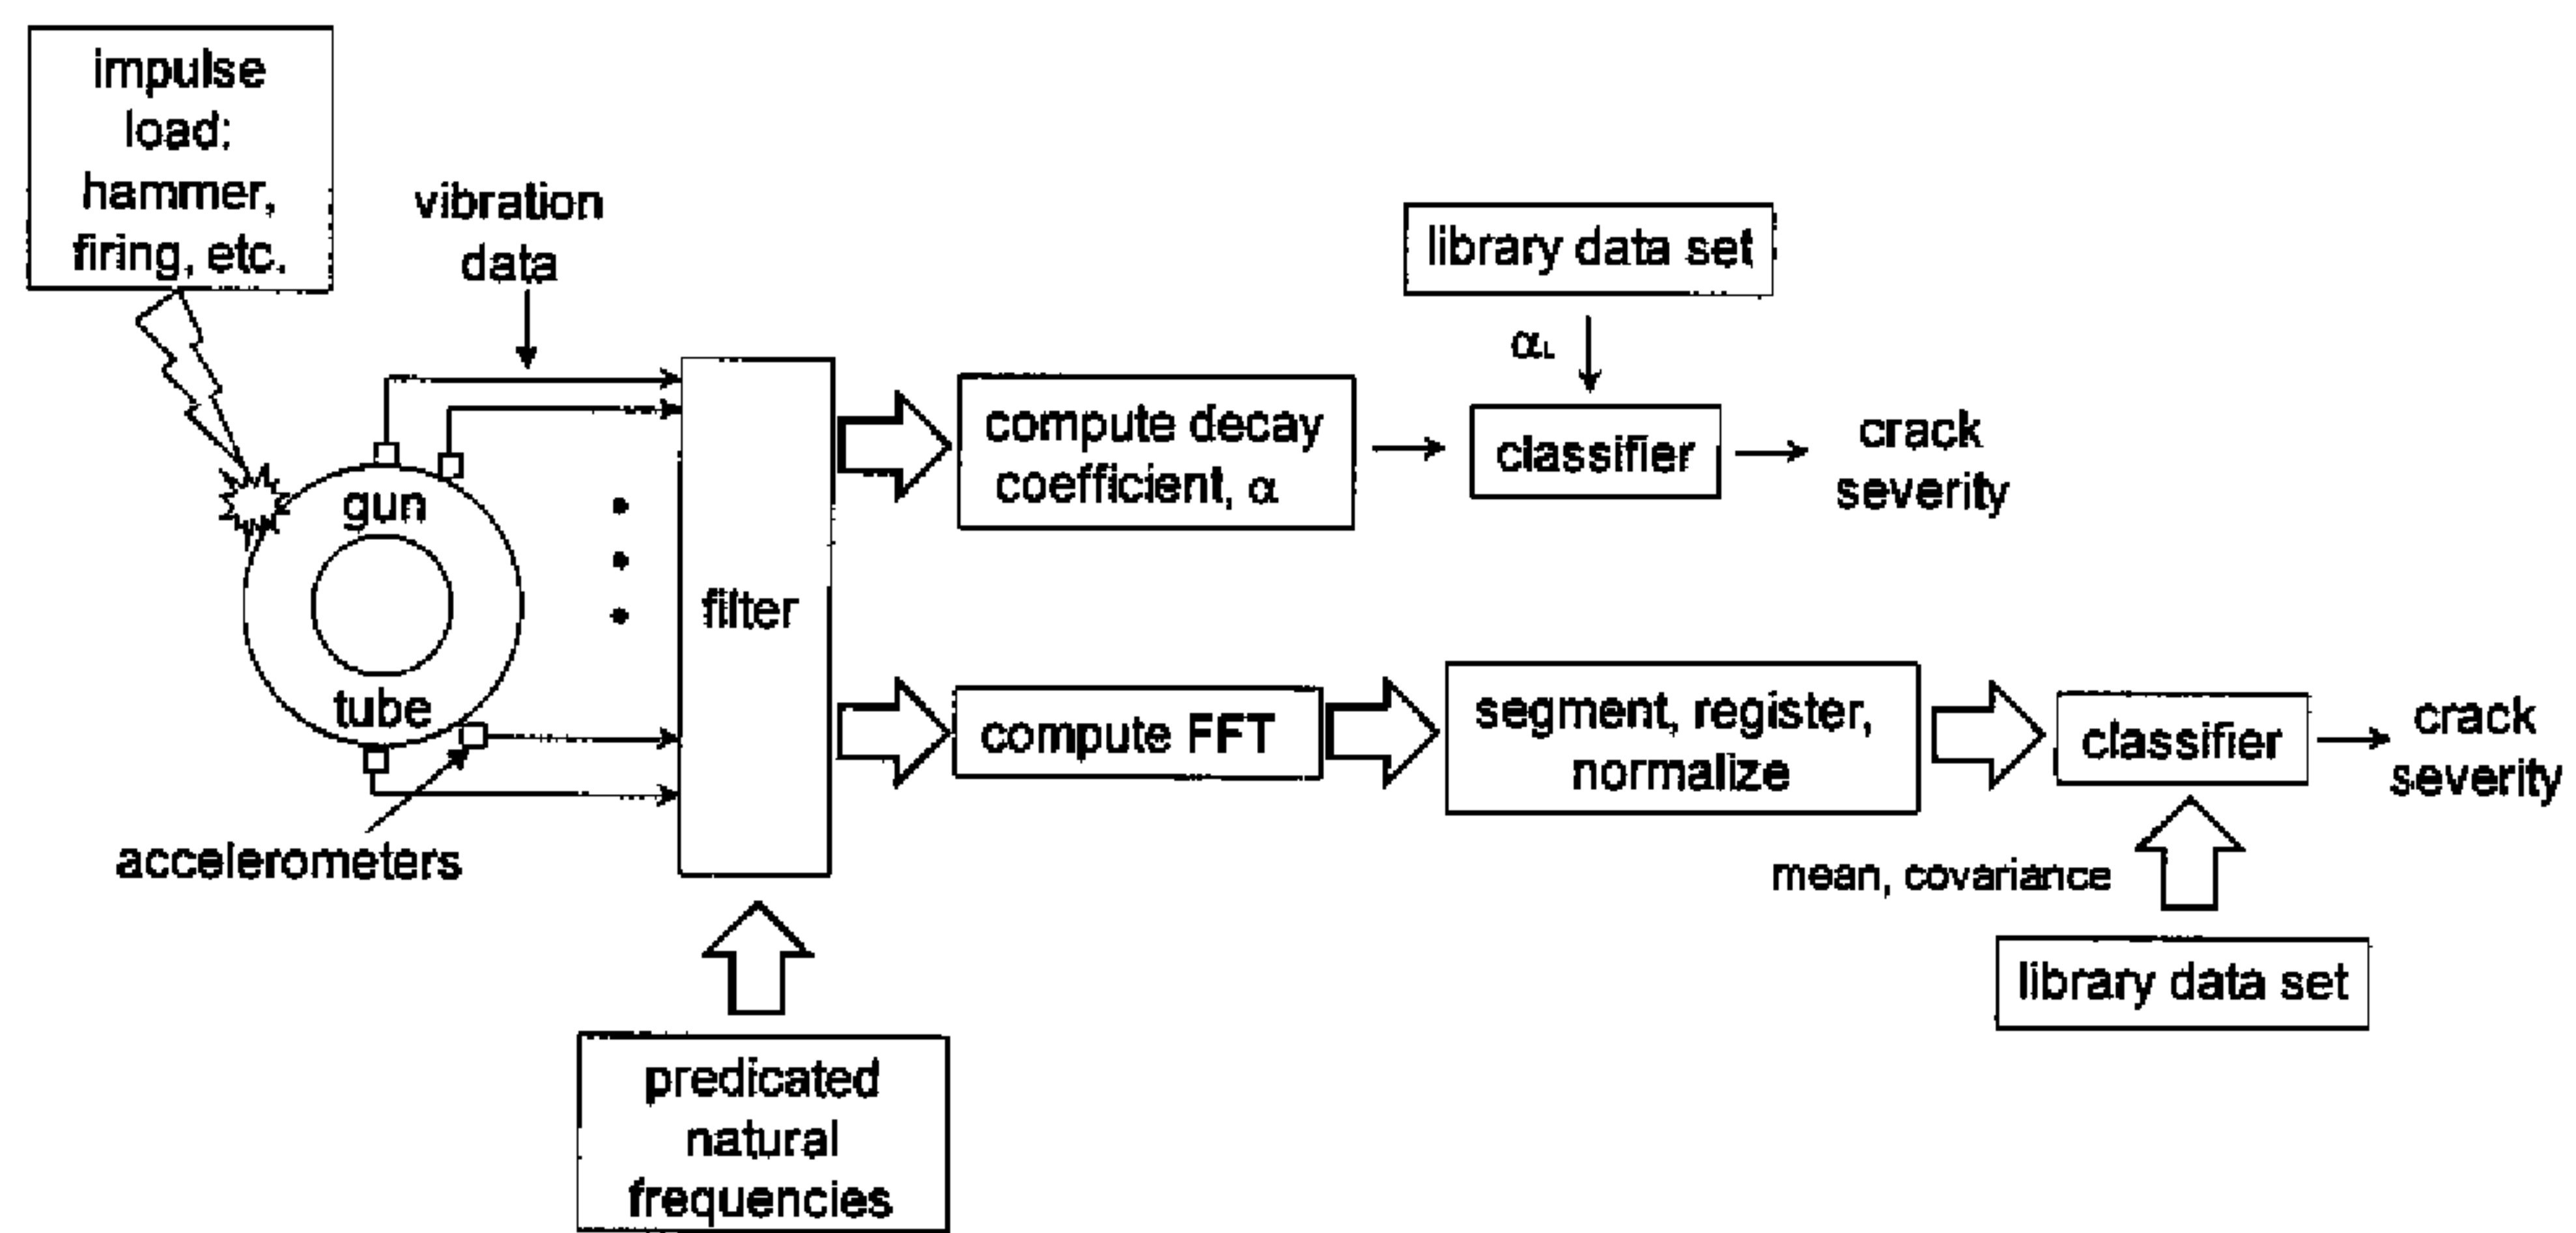 impulse
load:
hammer,
firing, etc.
vibration
data
library data set
αL
compute decay
coefficient, α
classifier
crack
severity
gun
tube
filter
compute FFT
segment, register,
normalize
classifier
crack
severity
accelerometers
mean, covariance
library data set
predicated
natural
frequencies